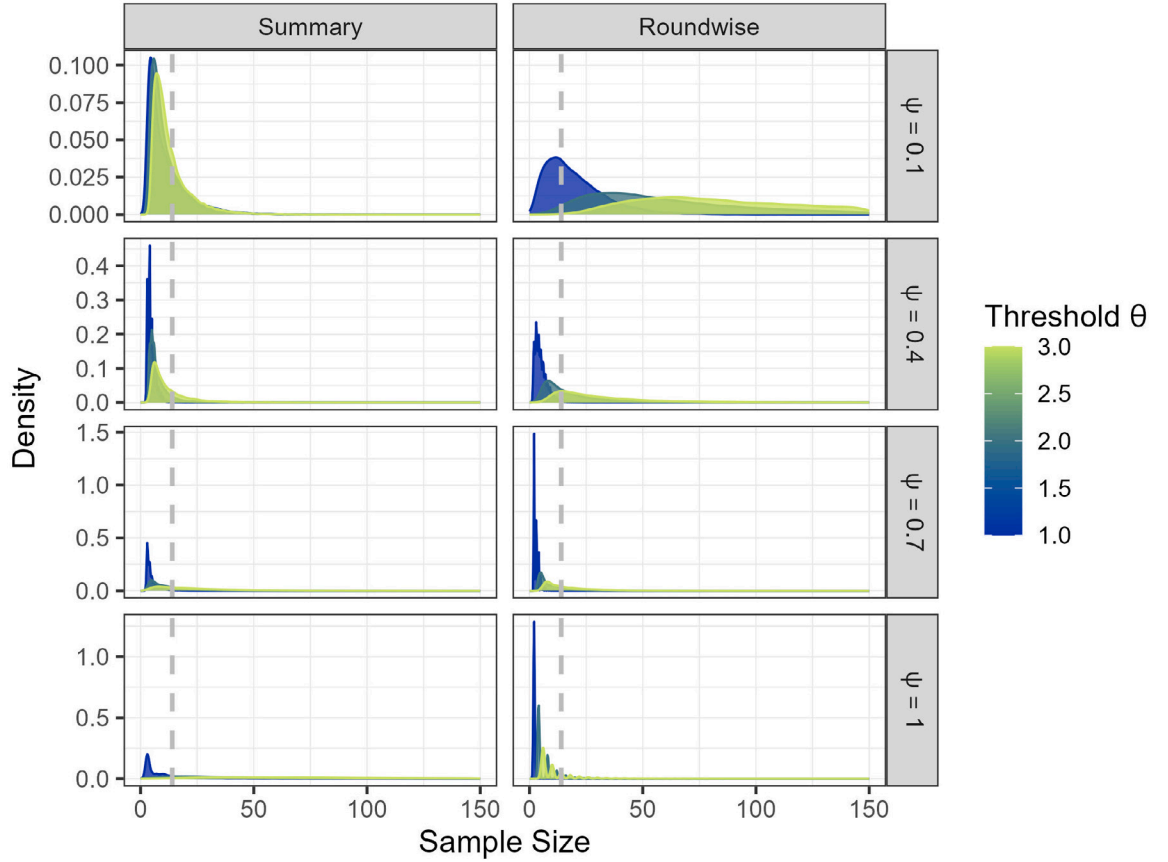 Summary
Roundwise
0.100
0.075
0.050
0.025
0.000
ψ = 0.1
0.4
0.3
0.2
0.1
0.0
ψ = 0.4
1.5
1.0
0.5
0.0
ψ = 0.7
1.0
0.5
0.0
ψ = 1
0 50 100 150
0 50 100 150
Sample Size
Density
Threshold θ
3.0
2.5
2.0
1.5
1.0